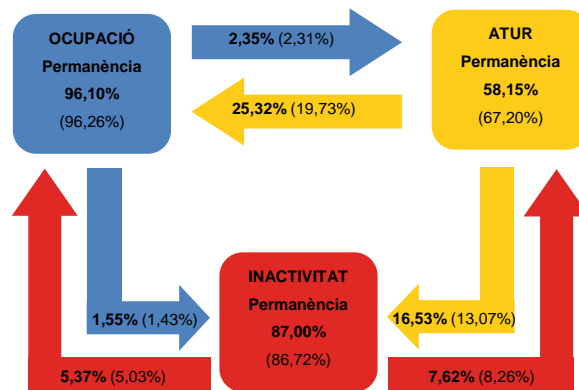 OCUPACIÓ
Permanència
96,10%
(96,26%)
2,35% (2,31%)
25,32% (19,73%)
ATUR
Permanència
58,15%
(67,20%)
INACTIVITAT
Permanència
87,00%
(86,72%)
1,55% (1,43%)
16,53% (13,07%)
5,37% (5,03%)
7,62% (8,26%)